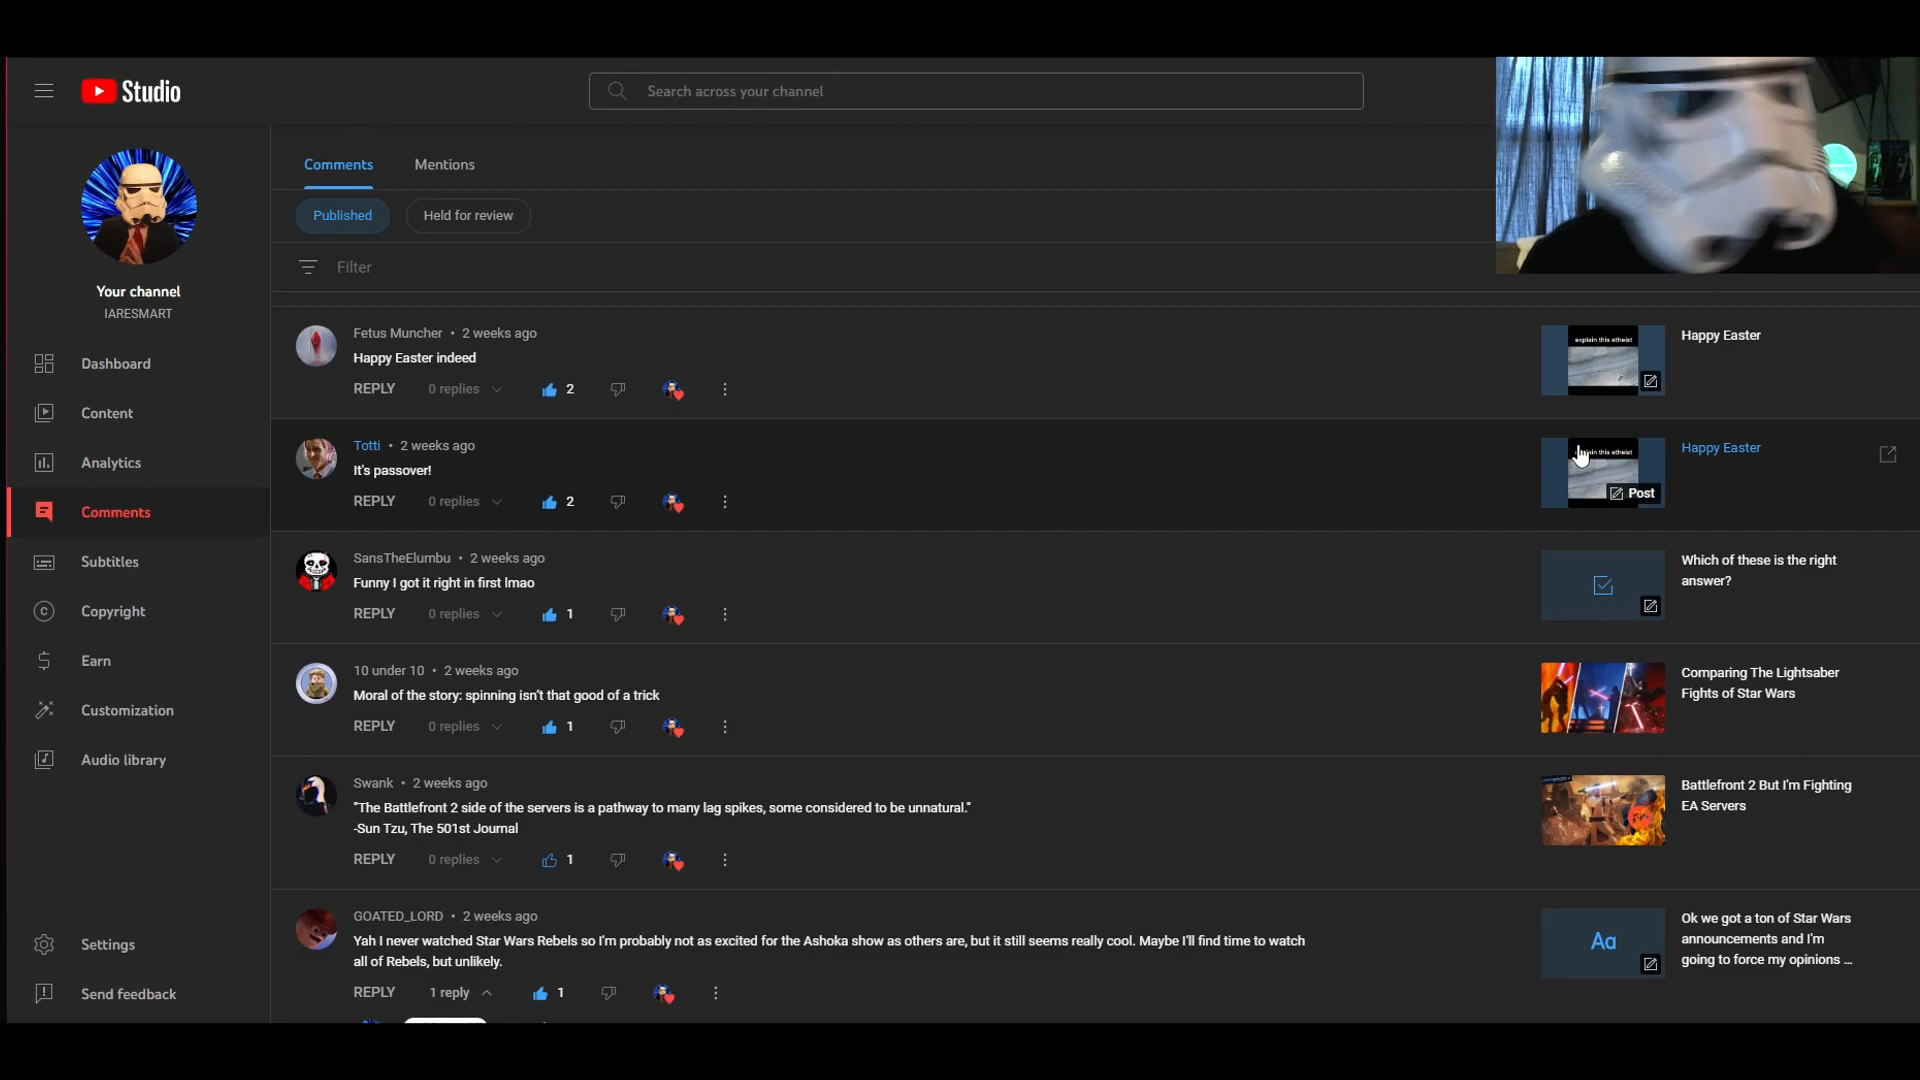 Studio
Search across your channel
Your channel
IARESMART
Dashboard
Content
Analytics
Comments
Subtitles
Copyright
Earn
Customization
Audio library
Settings
Send feedback
Comments
Mentions
Published
Held for review
Filter
Fetus Muncher • 2 weeks ago
Happy Easter indeed
REPLY 0 replies 2
explain this atheist
Happy Easter
Totti • 2 weeks ago
It's passover!
REPLY 0 replies 2
this atheist
Post
Happy Easter
SansTheElumbu • 2 weeks ago
Funny I got it right in first lmao
REPLY 0 replies 1
Which of these is the right
answer?
10 under 10 • 2 weeks ago
Moral of the story: spinning isn't that good of a trick
REPLY 0 replies 1
Comparing The Lightsaber
Fights of Star Wars
Swank • 2 weeks ago
"The Battlefront 2 side of the servers is a pathway to many lag spikes, some considered to be unnatural."
-Sun Tzu, The 501st Journal
REPLY 0 replies 1
Battlefront 2 But I'm Fighting
EA Servers
GOATED_LORD • 2 weeks ago
Yah I never watched Star Wars Rebels so I'm probably not as excited for the Ashoka show as others are, but it still seems really cool. Maybe I'll find time to watch
all of Rebels, but unlikely.
REPLY 1 reply 1
Aa
Ok we got a ton of Star Wars
announcements and I'm
going to force my opinions ...